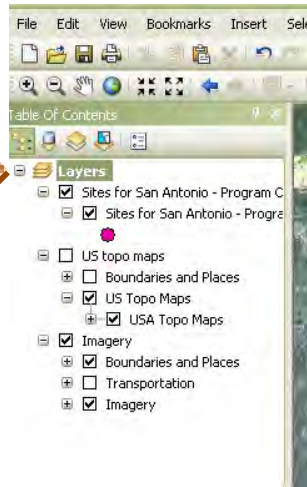 File Edit View Bookmarks Insert
Table Of Contents
Layers
Sites for San Antonio - Program
Sites for San Antonio -
US topo maps
Boundaries and Places
US Topo Maps
USA Topo Maps
Imagery
Boundaries and Places
Transportation
Imagery